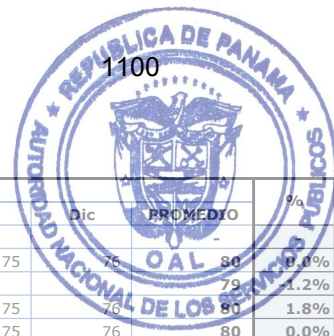 1100
REPUBLICA DE PANAMA
AUTORIDAD NACIONAL DE LOS SERVICIOS PUBLICOS
OAL
Dic PROMEDIO %
-
75 76 80 0.0%
79 -1.2%
75 76 80 1.8%
75 76 80 0.0%